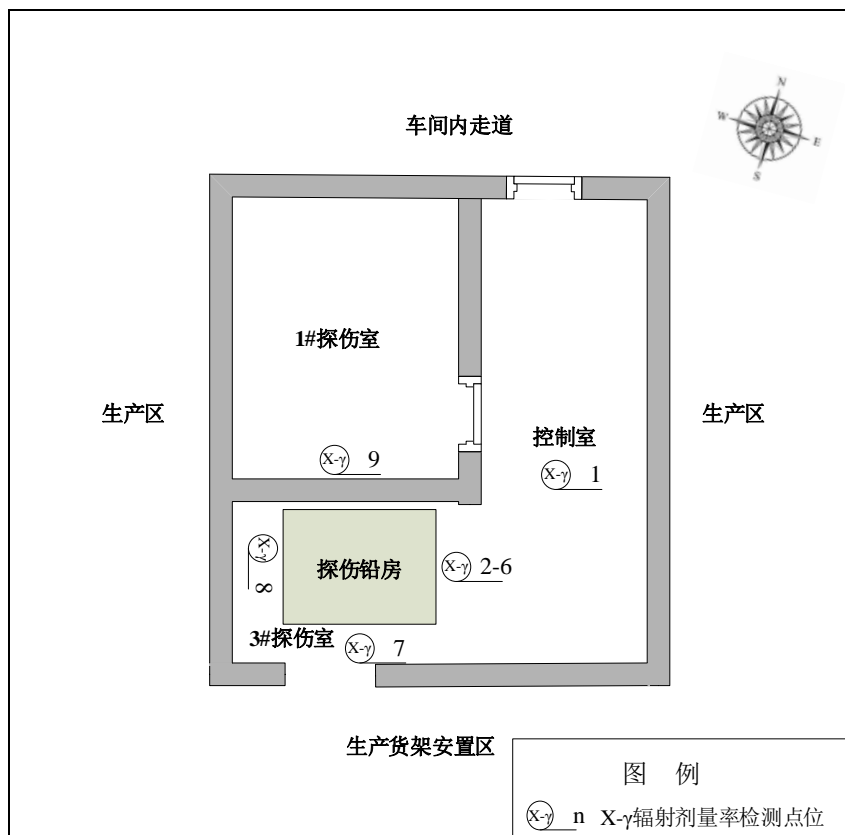 车间内走道
N
W
E
S
1#探伤室
生产区
生产区
控制室
X-γ 9
X-γ 1
探伤铅房
X-γ 2-6
X-γ 8
3#探伤室
X-γ 7
生产货架安置区
图 例
X-γ n X-γ辐射剂量率检测点位